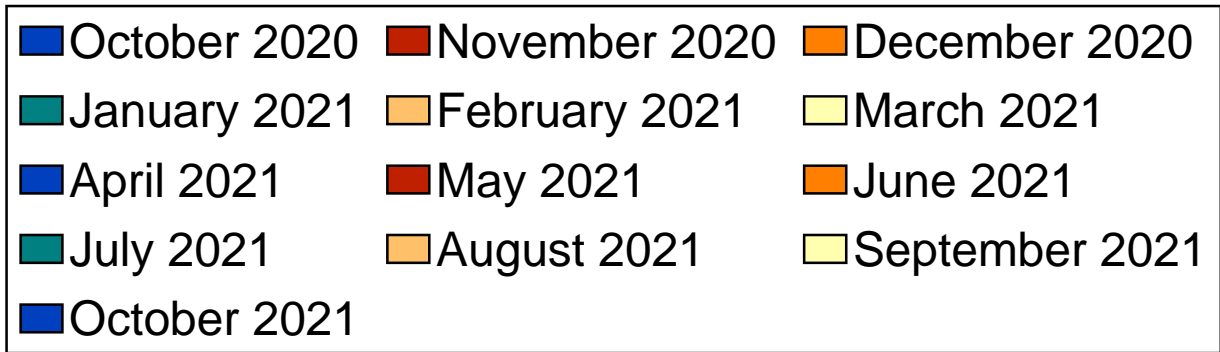 October 2020 November 2020 December 2020
January 2021 February 2021 March 2021
April 2021 May 2021 June 2021
July 2021 August 2021 September 2021
October 2021